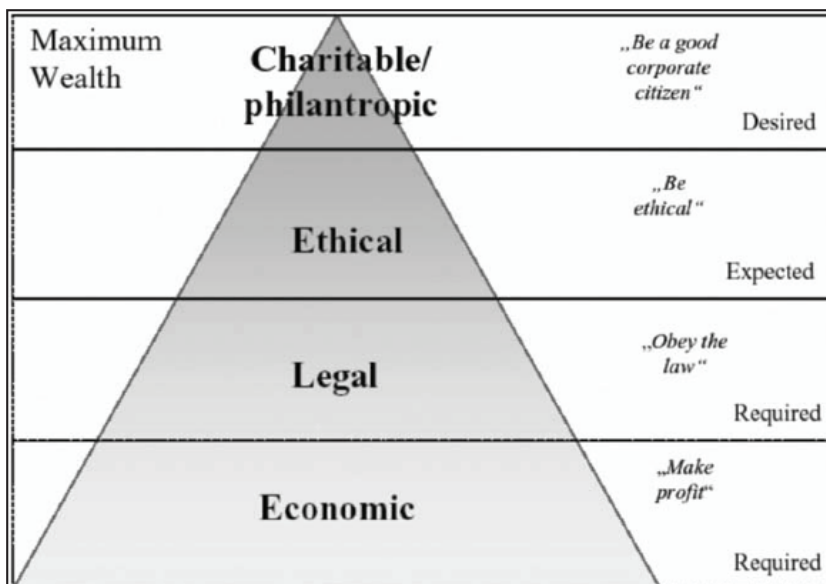 Maximum
Wealth
Charitable/
philantropic
„Be a good
corporate
citizen“
Desired
Ethical
„Be
ethical“
Expected
Legal
„Obey the
law“
Required
Economic
„Make
profit“
Required